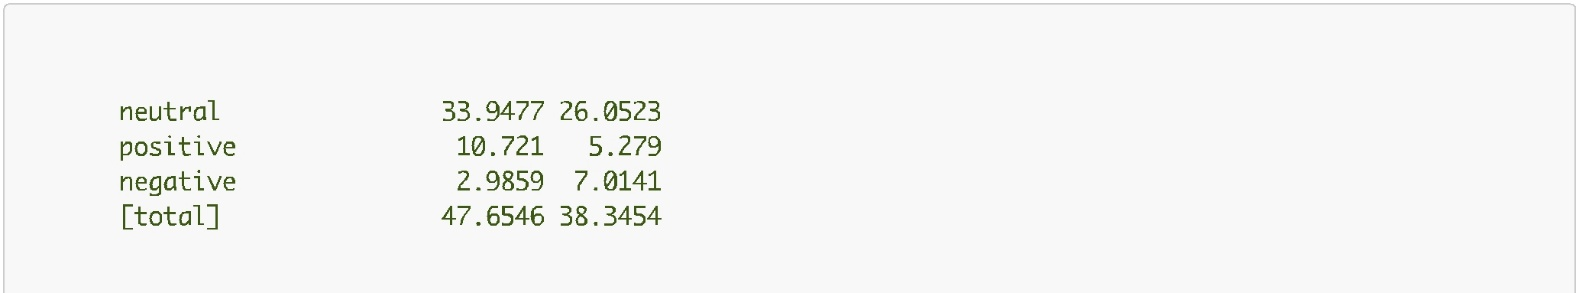 neutral 33.9477 26.0523
positive 10.721 5.279
negative 2.9859 7.0141
[total] 47.6546 38.3454